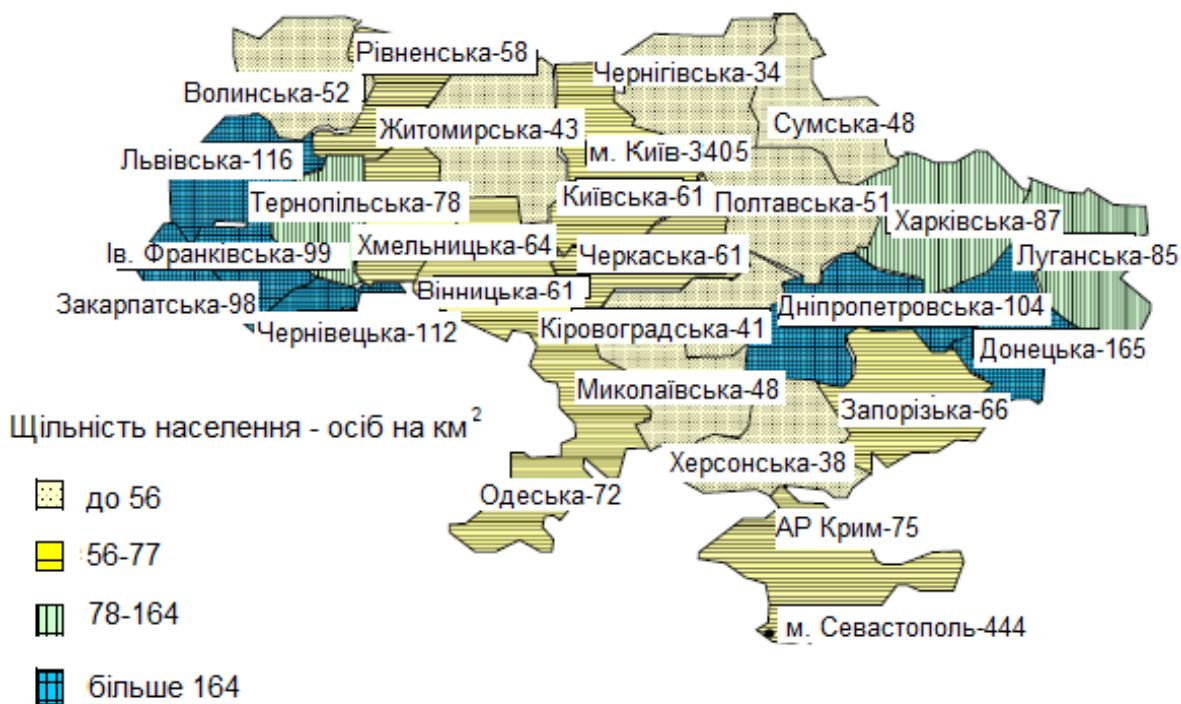 Рівненська-58
Чернігівська-34
Волинська-52
Житомирська-43
Сумська-48
Львівська-116
м. Київ-3405
Тернопільська-78
Київська-61
Полтавська-51
Харківська-87
Ів. Франківська-99
Хмельницька-64
Черкаська-61
Луганська-85
Закарпатська-98
Вінницька-61
Дніпропетровська-104
Чернівецька-112
Кіровоградська-41
Донецька-165
Миколаївська-48
Запорізька-66
Щільність населення - осіб на км²
Херсонська-38
Одеська-72
до 56
АР Крим-75
56-77
78-164
м. Севастополь-444
більше 164